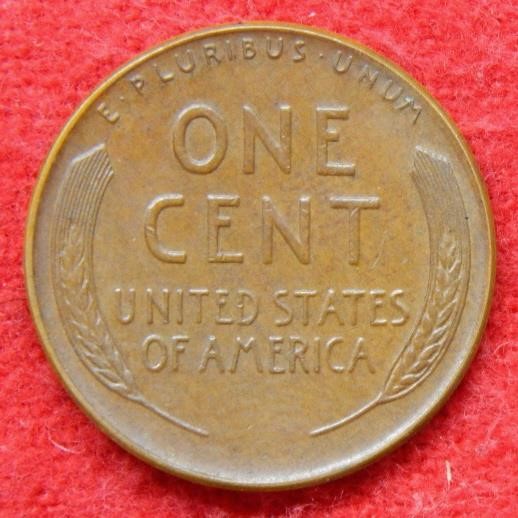 E·PLURIBUS·UNUM
ONE
CENT
UNITED STATES
OF AMERICA